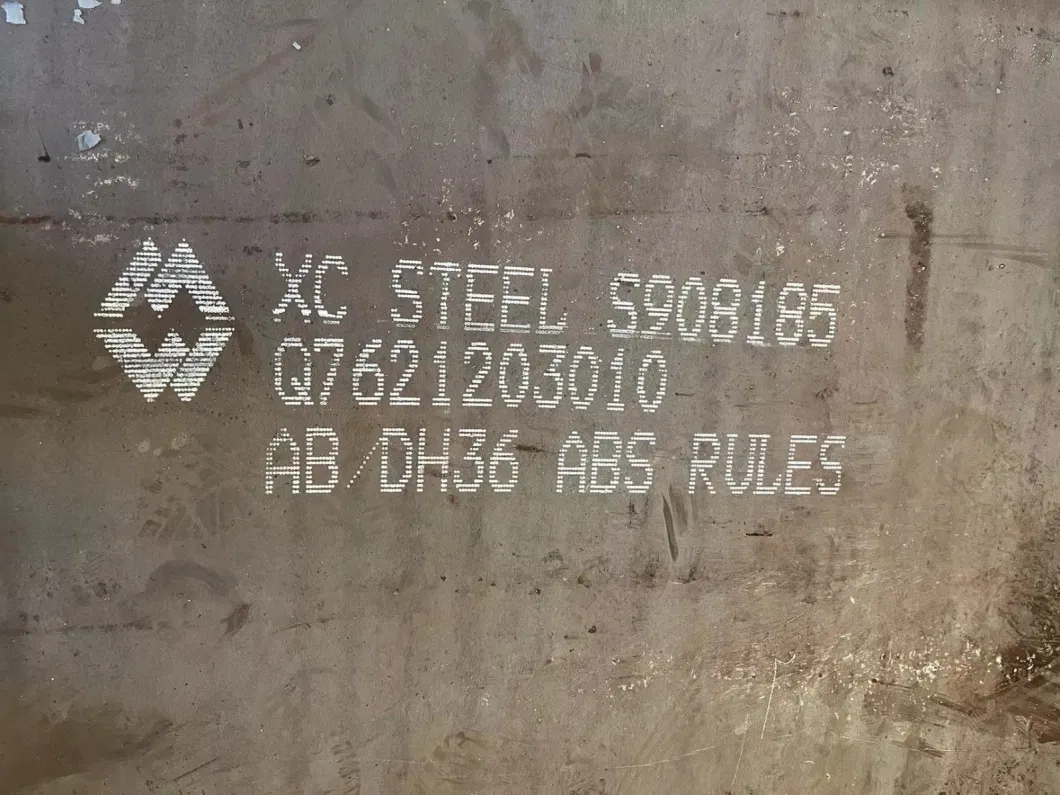 XC STEEL S908185
Q7621203010
AB/DH36 ABS RULES